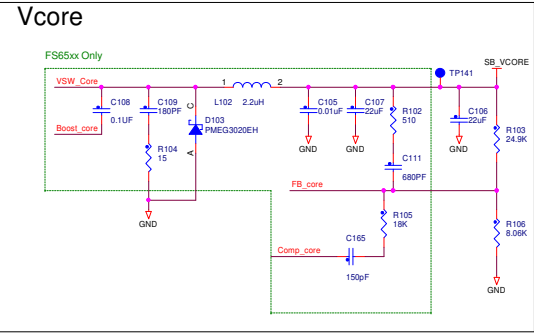 Vcore
FS65xx Only
SB_VCORE
TP141
VSW_Core
1 2
L102 2.2uH
C108
0.1UF
C109
180PF
C
D103
PMEG3020EH
A
C105
0.01uF
C107
22uF
R102
510
C106
22uF
R103
24.9K
Boost_core
R104
15
GND
GND
GND
C111
680PF
FB_core
GND
R105
18K
R106
8.06K
C165
Comp_core
150pF
GND